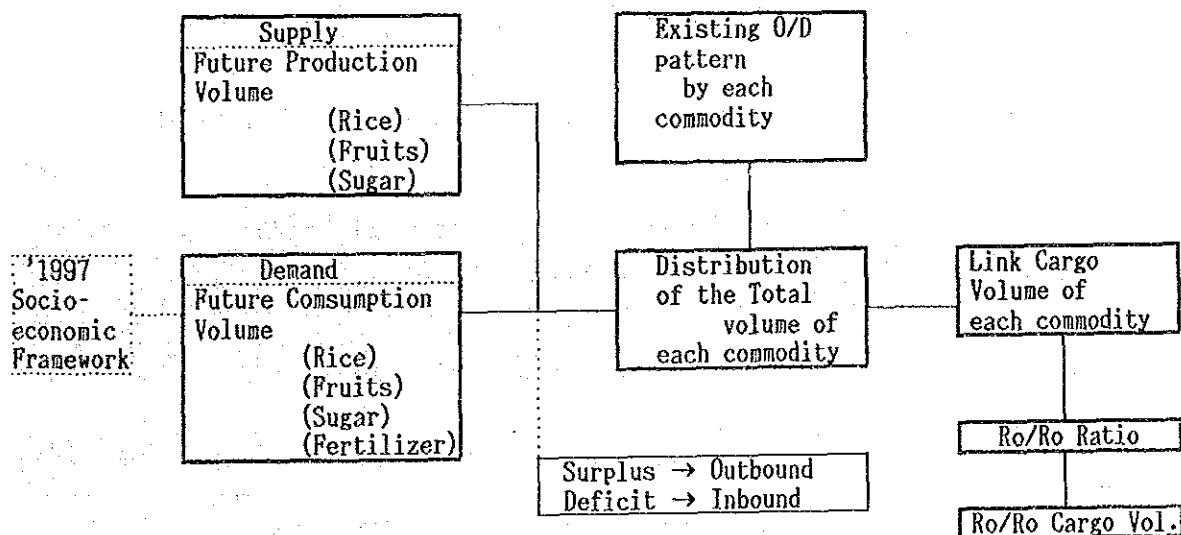 Supply
Future Production
Volume
(Rice)
(Fruits)
(Sugar)
Existing O/D
pattern
by each
commodity
'1997
Socio-
economic
Framework
Demand
Future Comsumption
Volume
(Rice)
(Fruits)
(Sugar)
(Fertilizer)
Distribution
of the Total
volume of
each commodity
Link Cargo
Volume of
each commodity
Surplus → Outbound
Deficit → Inbound
Ro/Ro Ratio
Ro/Ro Cargo Vol.